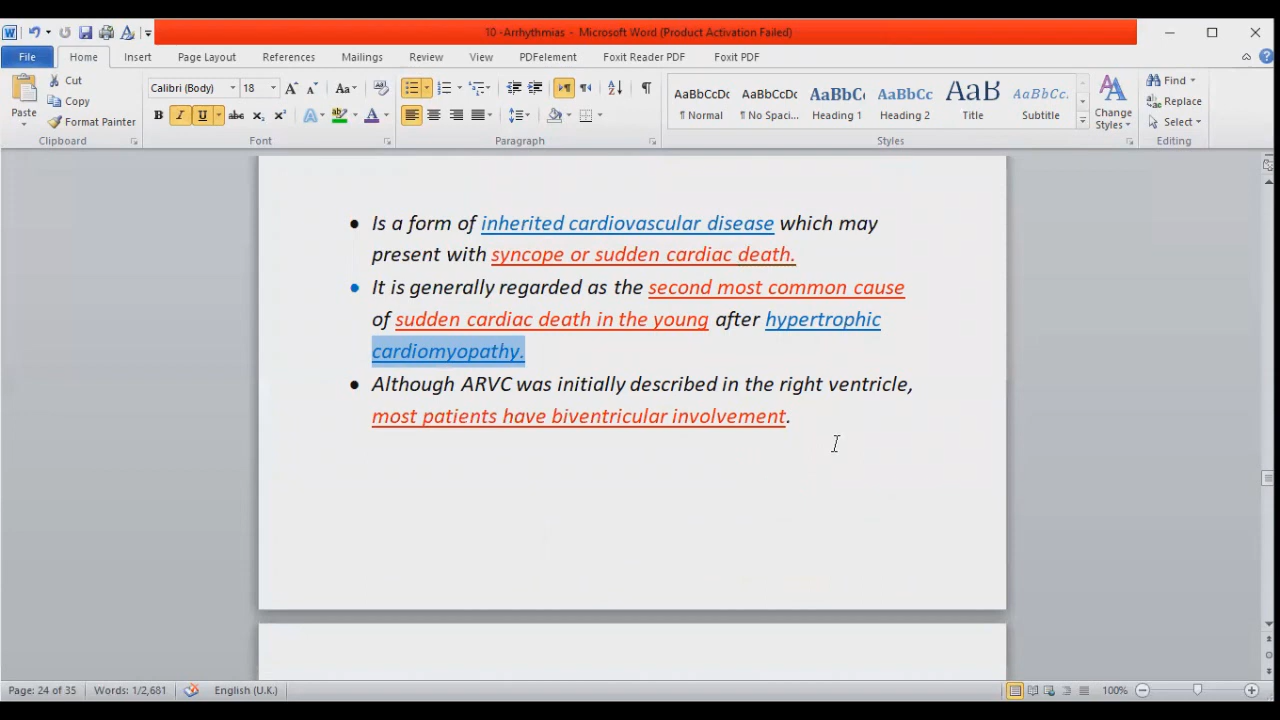 10 -Arrhythmias - Microsoft Word (Product Activation Failed)
File Home Insert Page Layout References Mailings Review View PDFelement Foxit Reader PDF Foxit PDF
Paste
Cut
Copy
Format Painter
Clipboard
Calibri (Body) 18
Font
Paragraph
AaBbCcDc AaBbCcDc AaBbC AaBbCc AaB AaBbCc.
¶ Normal ¶ No Spaci... Heading 1 Heading 2 Title Subtitle
Change Styles
Styles
Find
Replace
Select
Editing
• Is a form of inherited cardiovascular disease which may
present with syncope or sudden cardiac death.
• It is generally regarded as the second most common cause
of sudden cardiac death in the young after hypertrophic
cardiomyopathy.
• Although ARVC was initially described in the right ventricle,
most patients have biventricular involvement.
Page: 24 of 35 Words: 1/2,681 English (U.K.) 100%